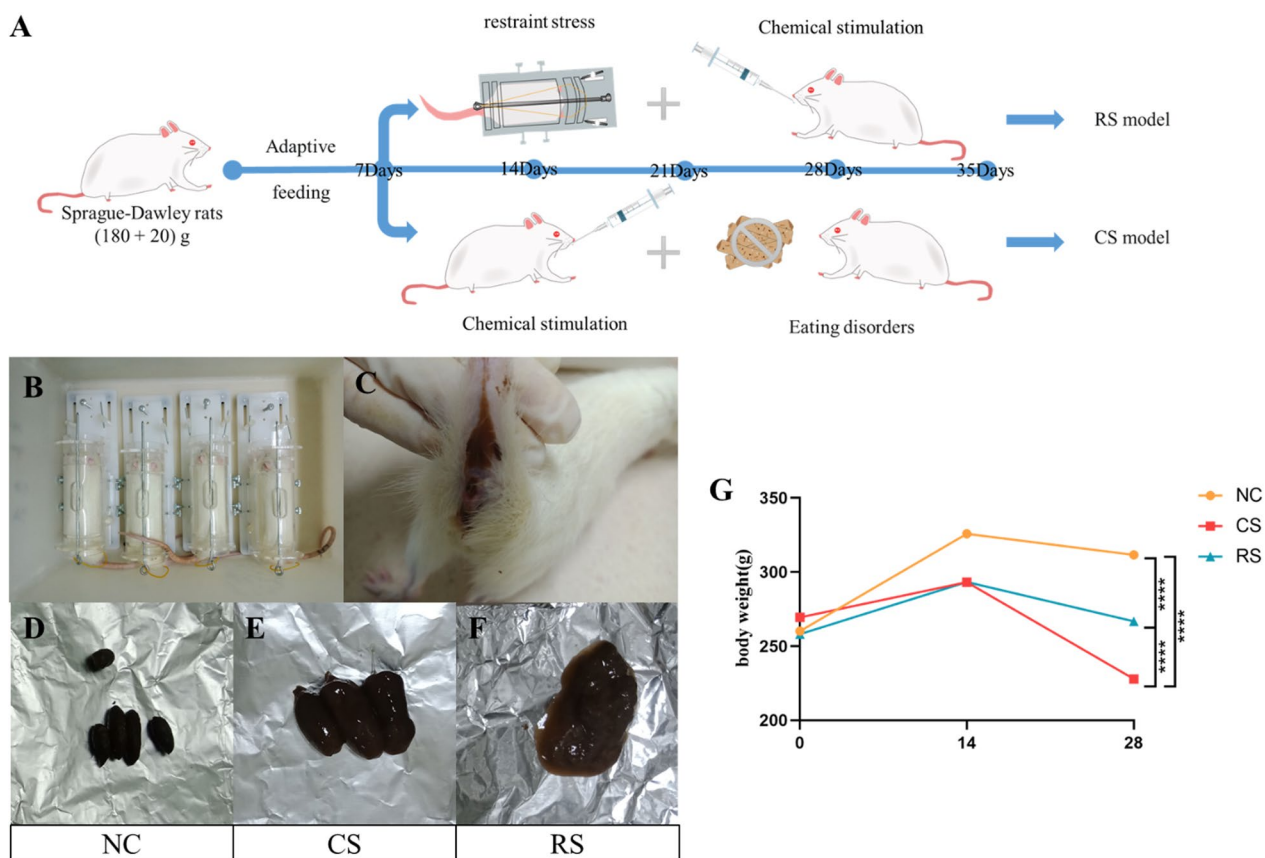 A
restraint stress
Chemical stimulation
Adaptive
feeding
7Days
14Days
21Days
28Days
35Days
RS model
Sprague-Dawley rats
(180 + 20) g
CS model
Chemical stimulation
Eating disorders
B
C
D
E
F
NC
CS
RS
G
body weight(g)
350
300
250
200
0
14
28
NC
CS
RS
****
****
****